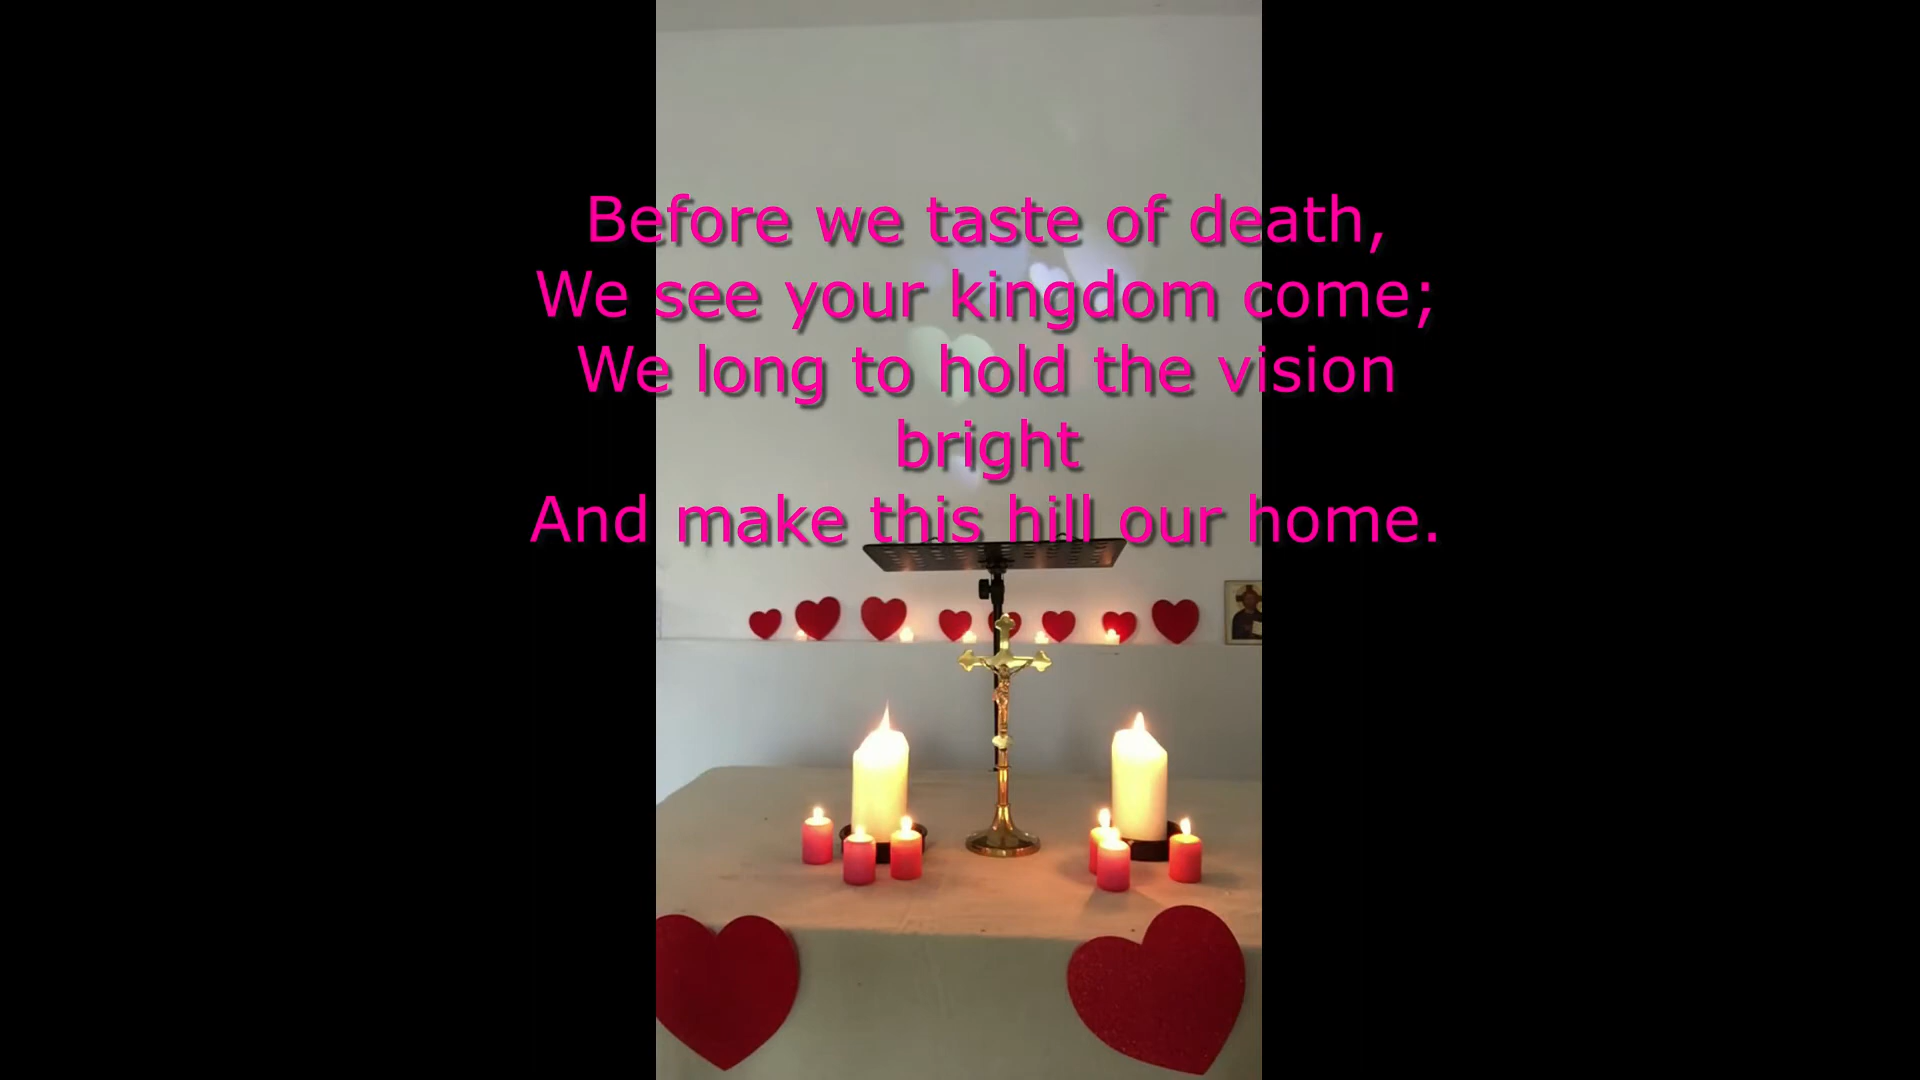 Before we taste of death,
We see your kingdom come;
We long to hold the vision
bright
And make this hill our home.